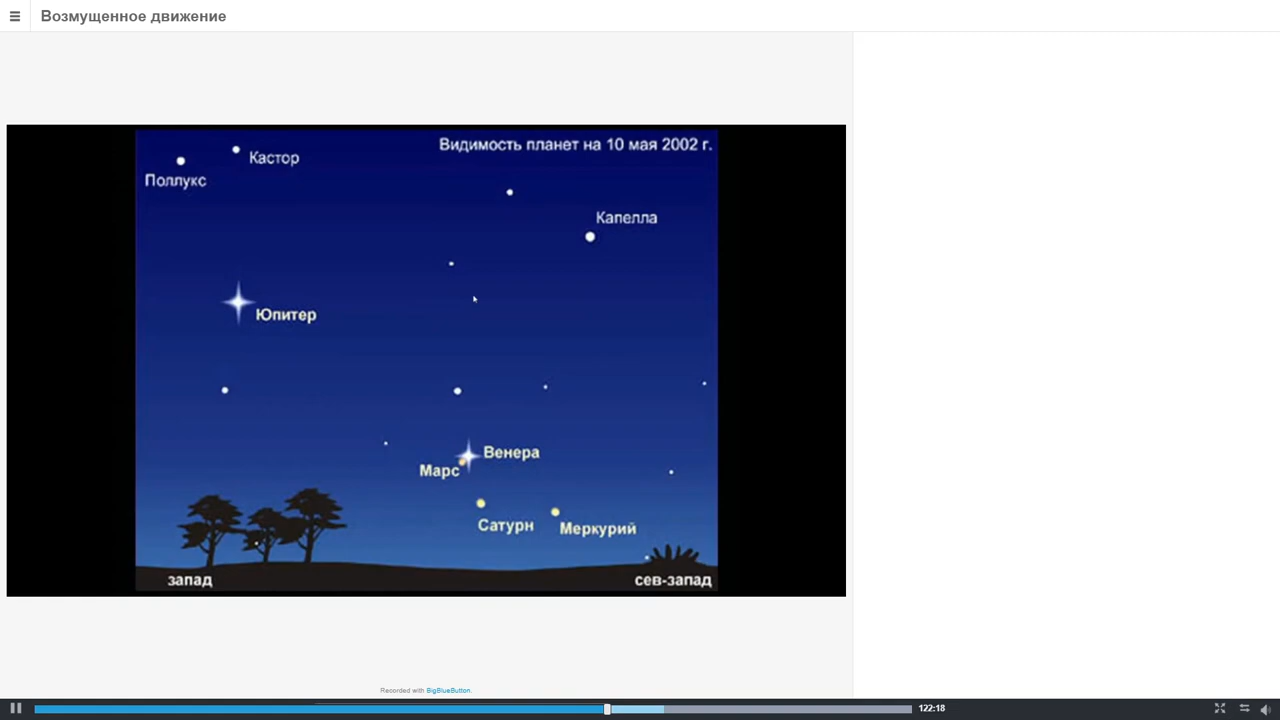 Возмущенное движение
Видимость планет на 10 мая 2002 г.
Кастор
Поллукс
Капелла
Юпитер
Венера
Марс
Сатурн
Меркурий
запад
сев-запад
Recorded with BigBlueButton.
122:18